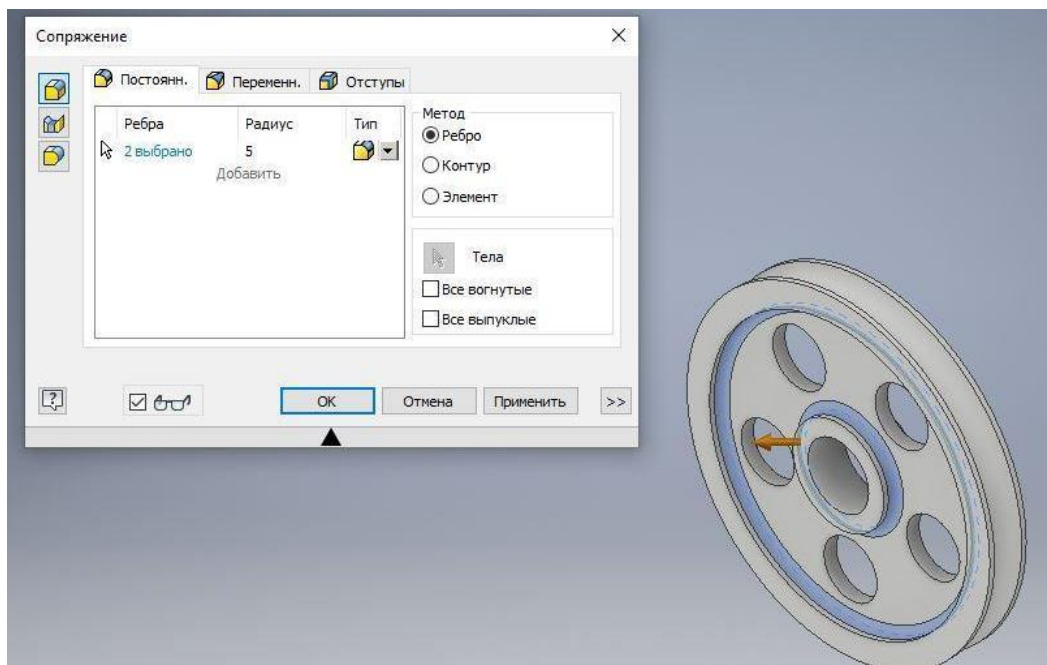 Сопряжение
Постоянн. Переменн. Отступы
Ребра Радиус Тип
2 выбрано 5
Добавить
Метод
Ребро
Контур
Элемент
Тела
Все вогнутые
Все выпуклые
? ОК Отмена Применить >>